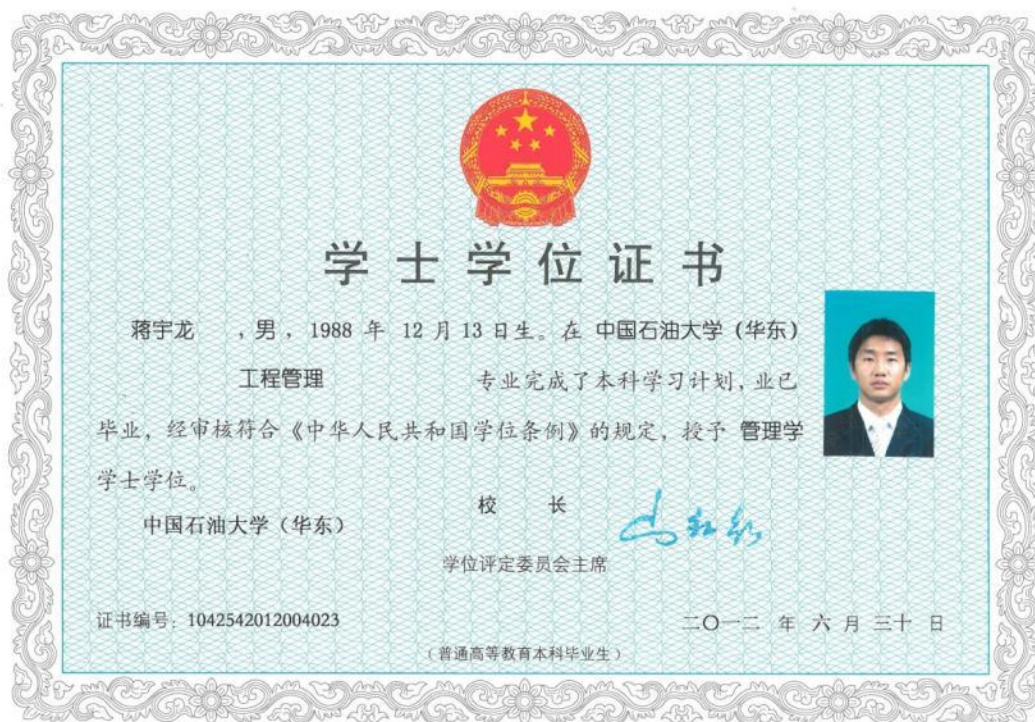 学士学位证书
蒋宇龙 ，男，1988 年 12 月 13 日生。在 中国石油大学（华东）
工程管理 专业完成了本科学习计划，业已
毕业，经审核符合《中华人民共和国学位条例》的规定，授予 管理学
学士学位。
校 长
中国石油大学（华东）
学位评定委员会主席
证书编号：1042542012004023
二〇一二 年 六 月 三十 日
（普通高等教育本科毕业生）